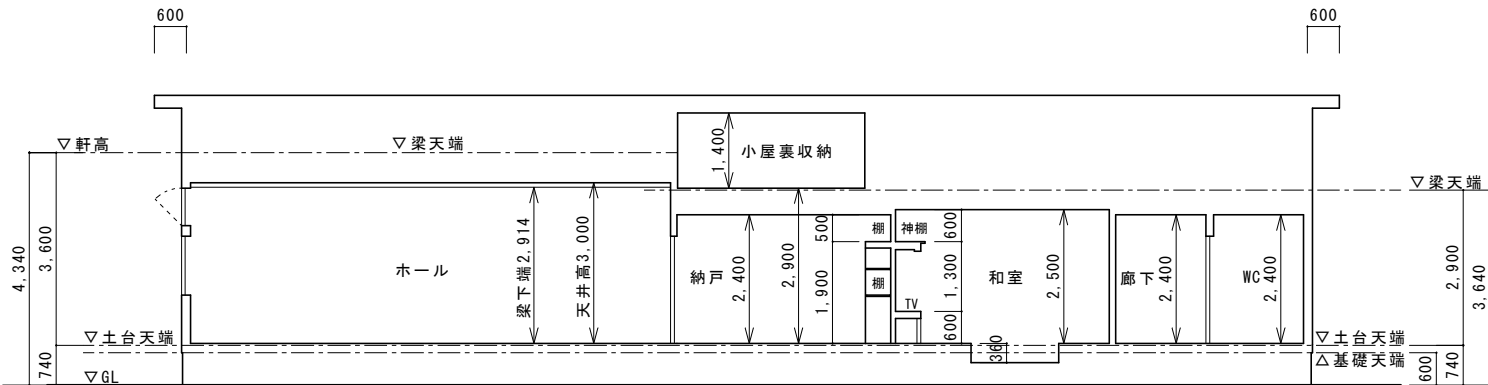 600
600
▽軒高
▽梁天端
1,400
小屋裏収納
▽梁天端
4,340
3,600
梁下端2,914
天井高3,000
ホール
納戸
2,400
2,900
500
1,900
棚
棚
神棚
TV
600
1,300
600
和室
2,500
360
廊下
2,400
WC
2,400
2,900
3,640
▽土台天端
▽土台天端
△基礎天端
740
▽GL
600
740